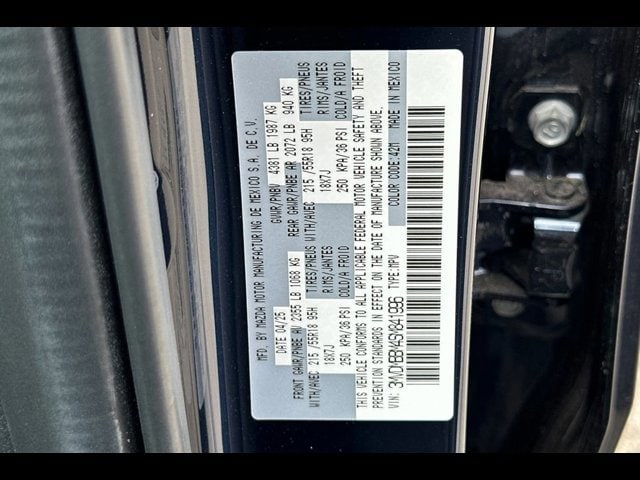 MFD BY MAZDA MOTOR MANUFACTURING DE MEXICO S.A. DE C.V.
DATE 04/25 GVWR/PNBV 4381 LB 1987 KG
FRONT GAWR/PNBE AV 2355 LB 1068 KG REAR GAWR/PNBE AR 2072 LB 940 KG
TIRES/PNEUS TIRES/PNEUS
WITH/AVEC 215 /55R18 95H WITH/AVEC 215 /55R18 95H
RIMS/JANTES RIMS/JANTES
18X7J 18X7J
COLD/A FROID COLD/A FROID
250 KPA/36 PSI 250 KPA/36 PSI
THIS VEHICLE CONFORMS TO ALL APPLICABLE FEDERAL MOTOR VEHICLE SAFETY AND THEFT
PREVENTION STANDARDS IN EFFECT ON THE DATE OF MANUFACTURE SHOWN ABOVE.
TYPE:MPV COLOR CODE:42M MADE IN MEXICO
VIN: